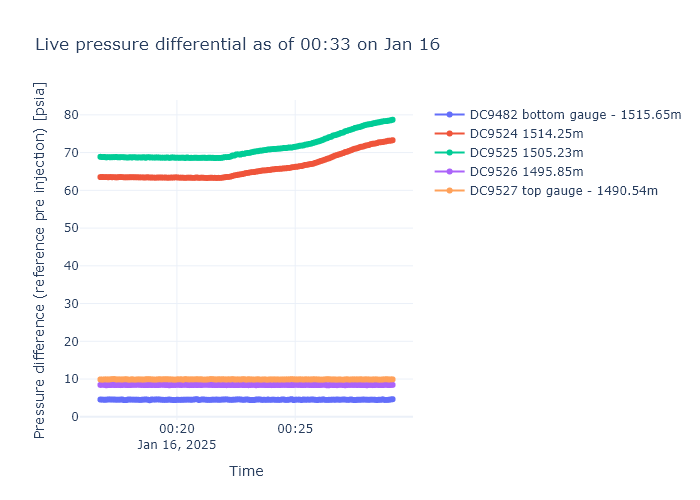 Live pressure differential as of 00:33 on Jan 16
Pressure difference (reference pre injection) [psia]
80
70
60
50
40
30
20
10
0
00:20
Jan 16, 2025
00:25
Time
DC9482 bottom gauge - 1515.65m
DC9524 1514.25m
DC9525 1505.23m
DC9526 1495.85m
DC9527 top gauge - 1490.54m